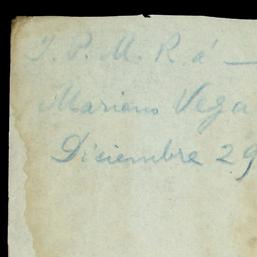 J. P. M. R. á —
Mariano Vega
Diciembre 29